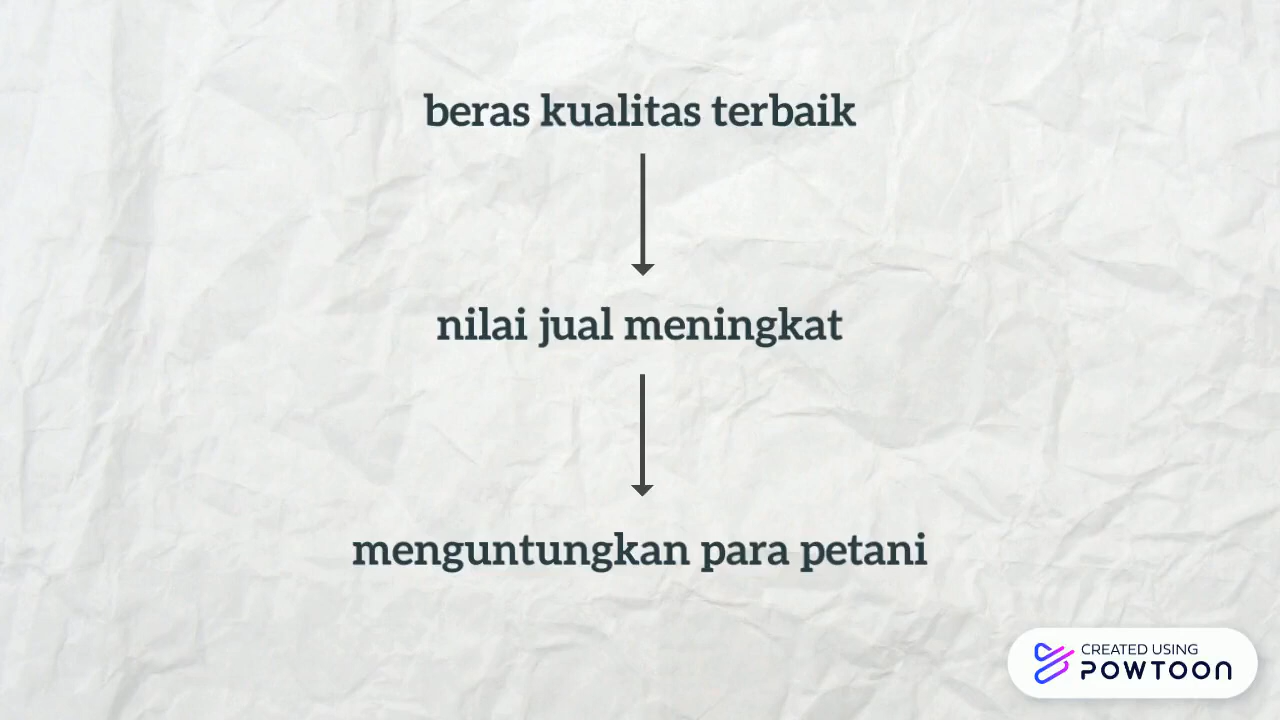 beras kualitas terbaik
nilai jual meningkat
menguntungkan para petani
CREATED USING
POWTOON